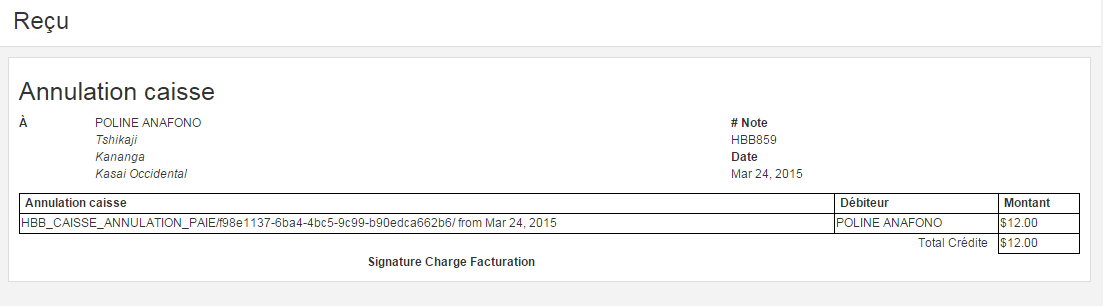 Reçu
Annulation caisse
À POLINE ANAFONO # Note
Tshikaji HBB859
Kananga Date
Kasai Occidental Mar 24, 2015
Annulation caisse Débiteur Montant
HBB_CAISSE_ANNULATION_PAIE/f98e1137-6ba4-4bc5-9c99-b90edca662b6/ from Mar 24, 2015 POLINE ANAFONO $12.00
Total Crédite $12.00
Signature Charge Facturation